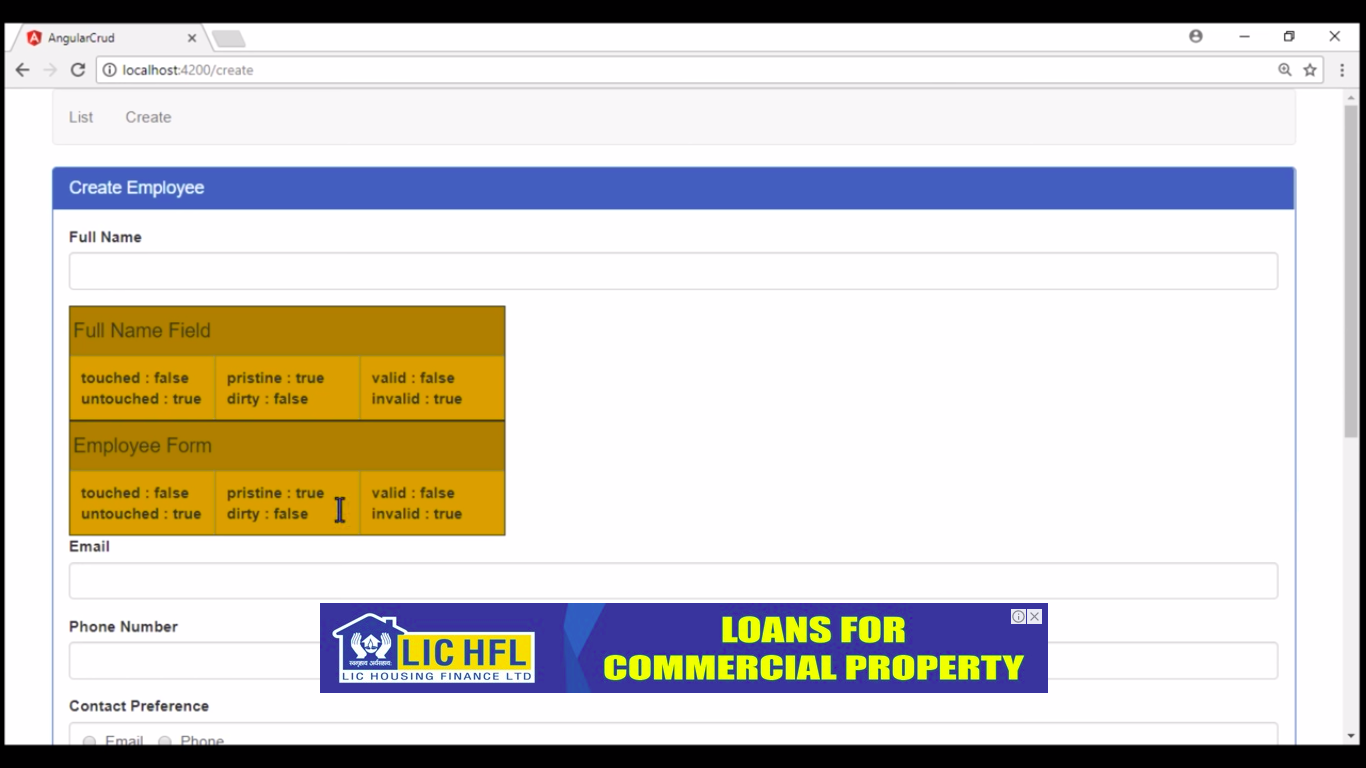 AngularCrud
localhost:4200/create
List Create
Create Employee
Full Name
Full Name Field
touched : false pristine : true valid : false
untouched : true dirty : false invalid : true
Employee Form
touched : false pristine : true valid : false
untouched : true dirty : false invalid : true
Email
Phone Number
LIC HFL
LIC HOUSING FINANCE LTD
LOANS FOR
COMMERCIAL PROPERTY
Contact Preference
Email Phone